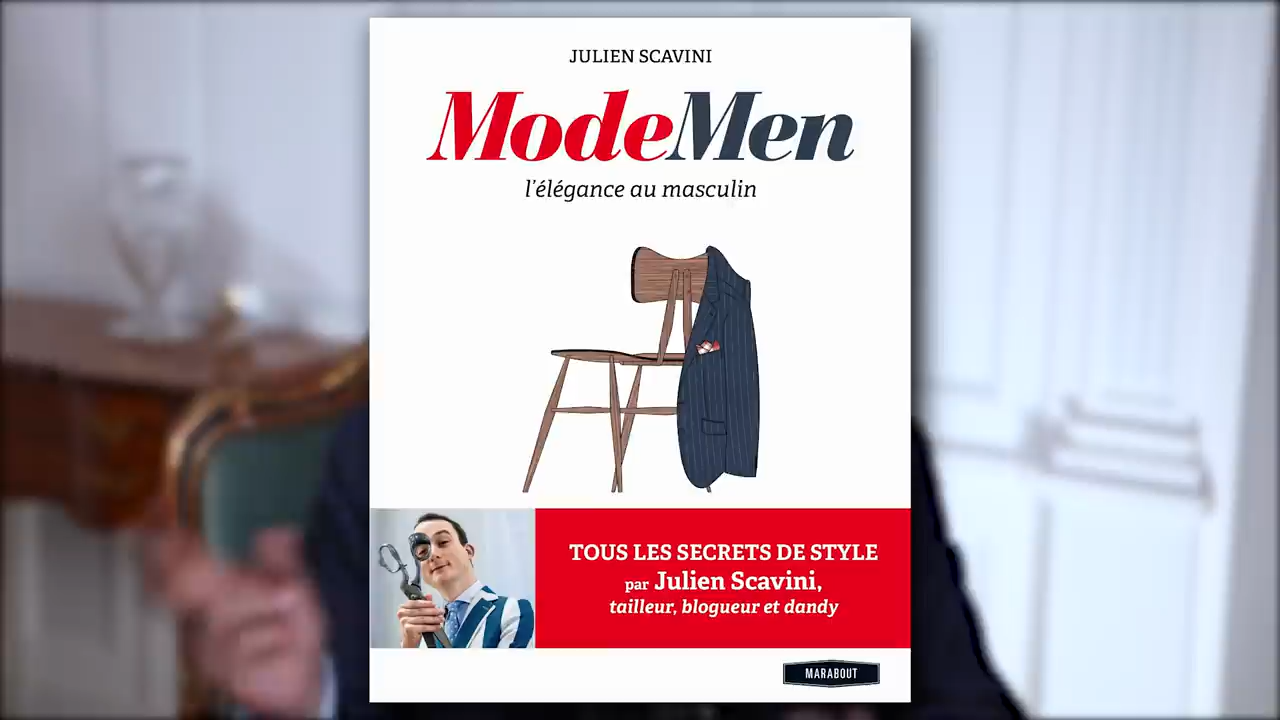 JULIEN SCAVINI
ModeMen
l'élégance au masculin
TOUS LES SECRETS DE STYLE
par Julien Scavini,
tailleur, blogueur et dandy
MARABOUT